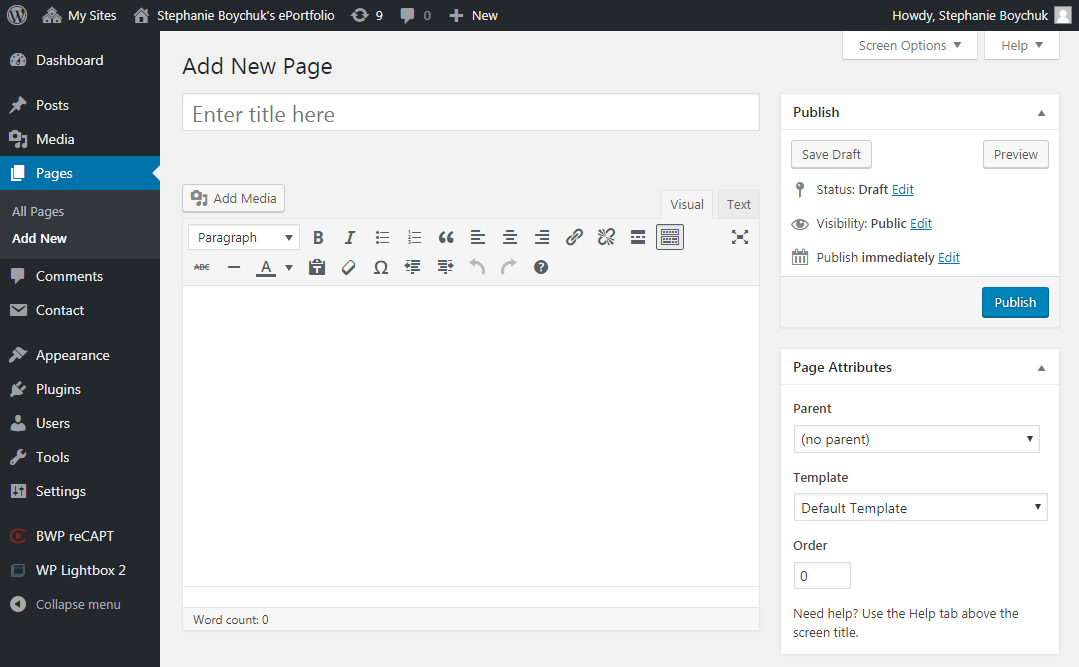 My Sites Stephanie Boychuk's ePortfolio 9 0 New Howdy, Stephanie Boychuk
Screen Options Help
Dashboard
Posts
Media
Pages
All Pages
Add New
Comments
Contact
Appearance
Plugins
Users
Tools
Settings
BWP reCAPT
WP Lightbox 2
Collapse menu
Add New Page
Enter title here
Add Media
Visual Text
Paragraph B I
ABC A Ω
Word count: 0
Publish
Save Draft Preview
Status: Draft Edit
Visibility: Public Edit
Publish immediately Edit
Publish
Page Attributes
Parent
(no parent)
Template
Default Template
Order
0
Need help? Use the Help tab above the
screen title.